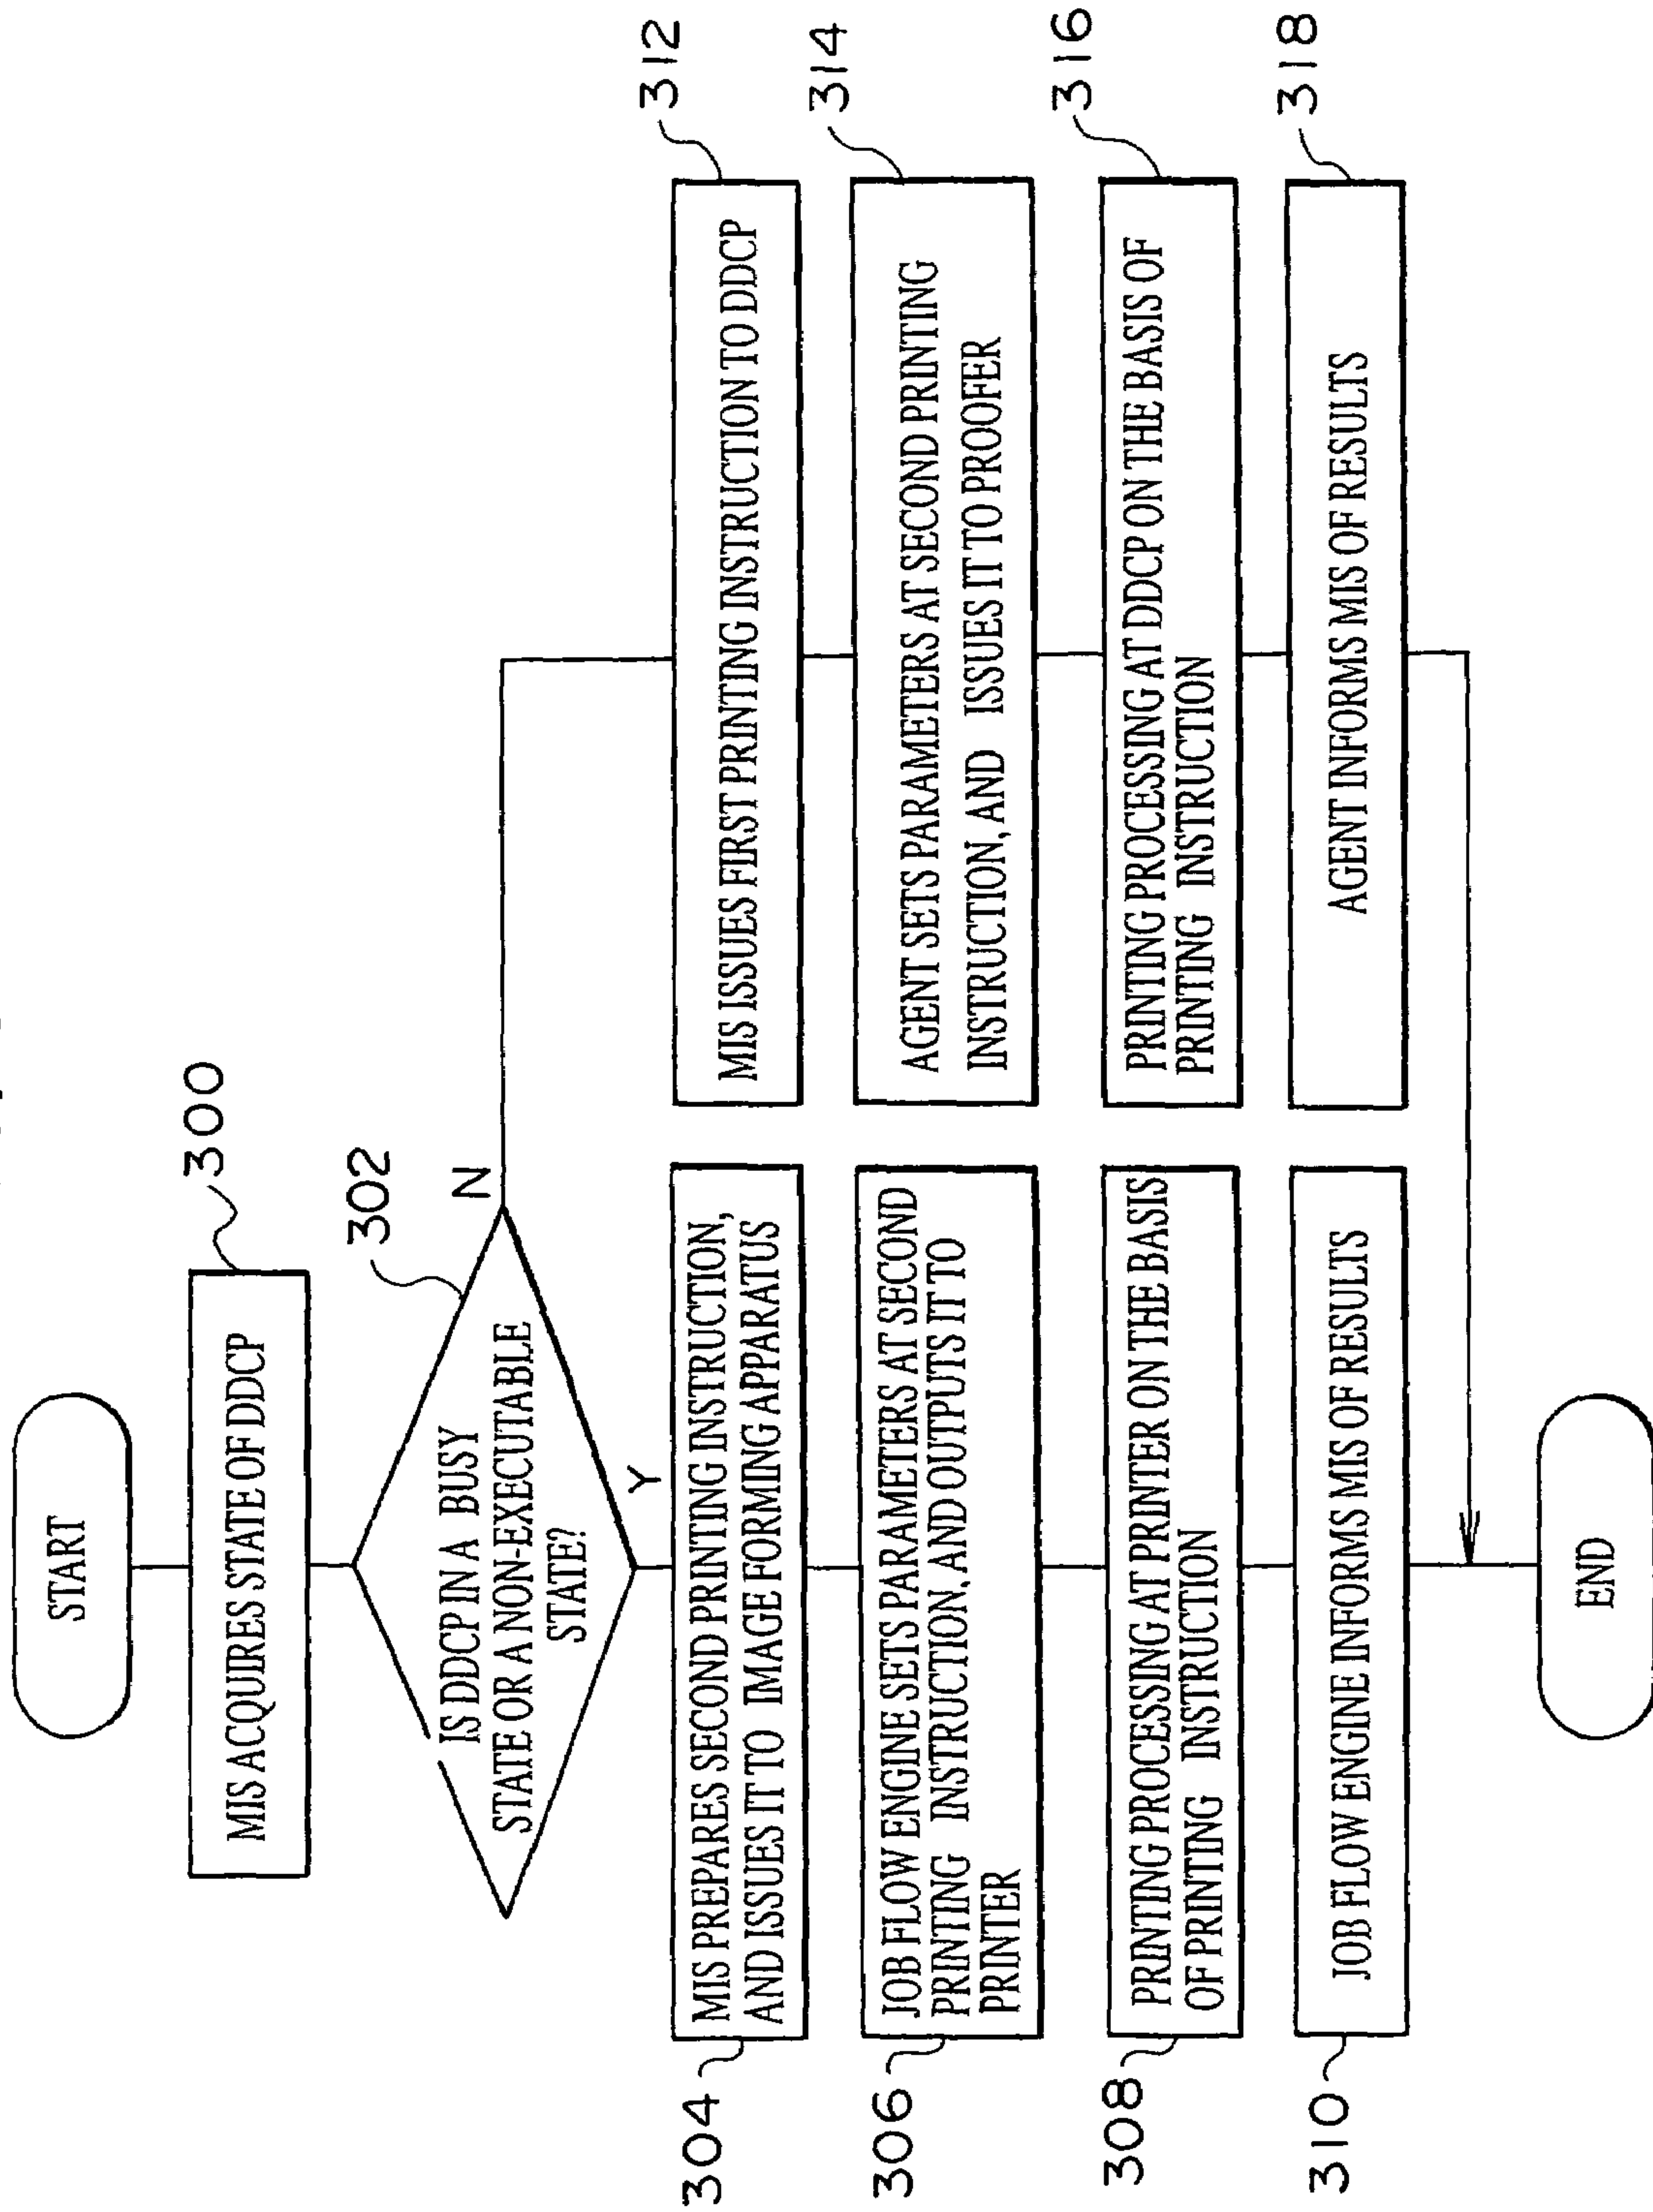 START
300
MIS ACQUIRES STATE OF DDCP
302
IS DDCP IN A BUSY
STATE OR A NON-EXECUTABLE
STATE?
N
Y
304
MIS PREPARES SECOND PRINTING INSTRUCTION,
AND ISSUES IT TO IMAGE FORMING APPARATUS
306
JOB FLOW ENGINE SETS PARAMETERS AT SECOND
PRINTING INSTRUCTION, AND OUTPUTS IT TO
PRINTER
308
PRINTING PROCESSING AT PRINTER ON THE BASIS
OF PRINTING INSTRUCTION
310
JOB FLOW ENGINE INFORMS MIS OF RESULTS
312
MIS ISSUES FIRST PRINTING INSTRUCTION TO DDCP
314
AGENT SETS PARAMETERS AT SECOND PRINTING
INSTRUCTION, AND ISSUES IT TO PROOFER
316
PRINTING PROCESSING AT DDCP ON THE BASIS OF
PRINTING INSTRUCTION
318
AGENT INFORMS MIS OF RESULTS
END